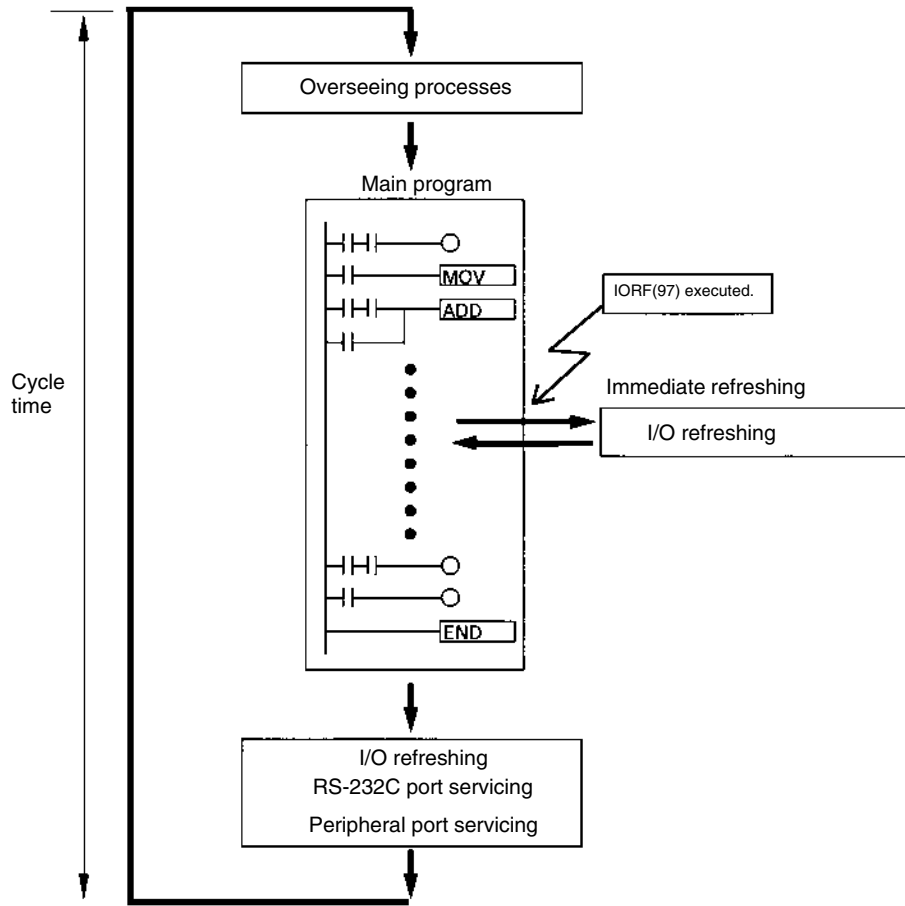 Overseeing processes
Main program
MOV
ADD
IORF(97) executed.
Cycle
time
Immediate refreshing
I/O refreshing
END
I/O refreshing
RS-232C port servicing
Peripheral port servicing